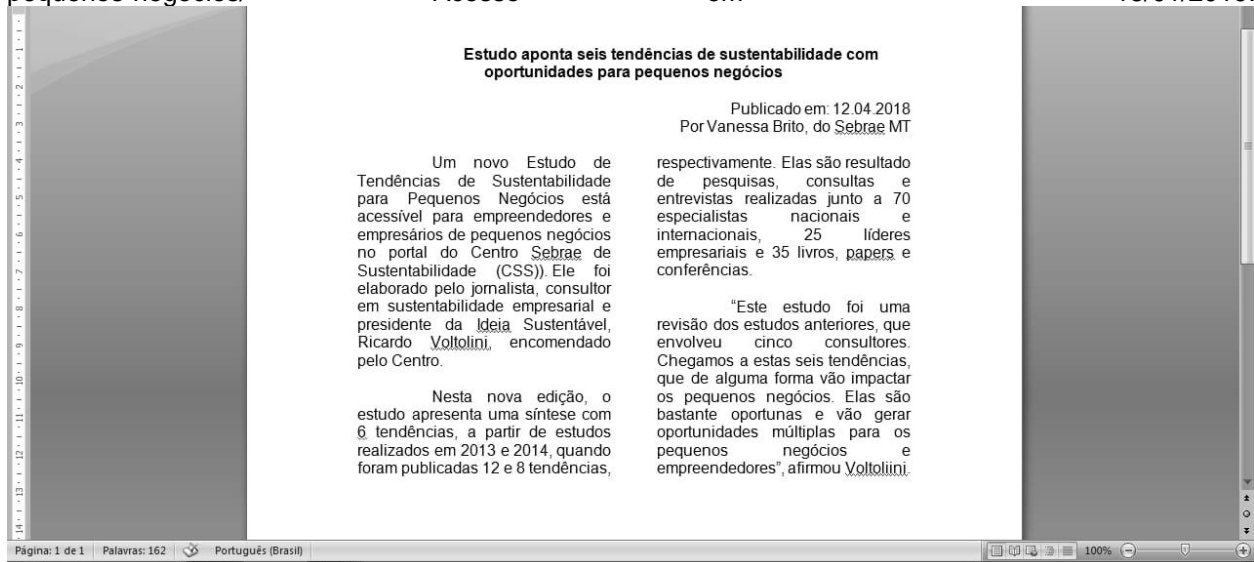 Estudo aponta seis tendências de sustentabilidade com
oportunidades para pequenos negócios
Publicado em: 12.04.2018
Por Vanessa Brito, do Sebrae MT
Um novo Estudo de
Tendências de Sustentabilidade
para Pequenos Negócios está
acessível para empreendedores e
empresários de pequenos negócios
no portal do Centro Sebrae de
Sustentabilidade (CSS)). Ele foi
elaborado pelo jornalista, consultor
em sustentabilidade empresarial e
presidente da Ideia Sustentável,
Ricardo Voltolini, encomendado
pelo Centro.
Nesta nova edição, o
estudo apresenta uma síntese com
6 tendências, a partir de estudos
realizados em 2013 e 2014, quando
foram publicadas 12 e 8 tendências,
respectivamente. Elas são resultado
de pesquisas, consultas e
entrevistas realizadas junto a 70
especialistas nacionais e
internacionais, 25 líderes
empresariais e 35 livros, papers e
conferências.
“Este estudo foi uma
revisão dos estudos anteriores, que
envolveu cinco consultores.
Chegamos a estas seis tendências,
que de alguma forma vão impactar
os pequenos negócios. Elas são
bastante oportunas e vão gerar
oportunidades múltiplas para os
pequenos negócios e
empreendedores”, afirmou Voltoliini.
Página: 1 de 1 Palavras: 162 Português (Brasil) 100%